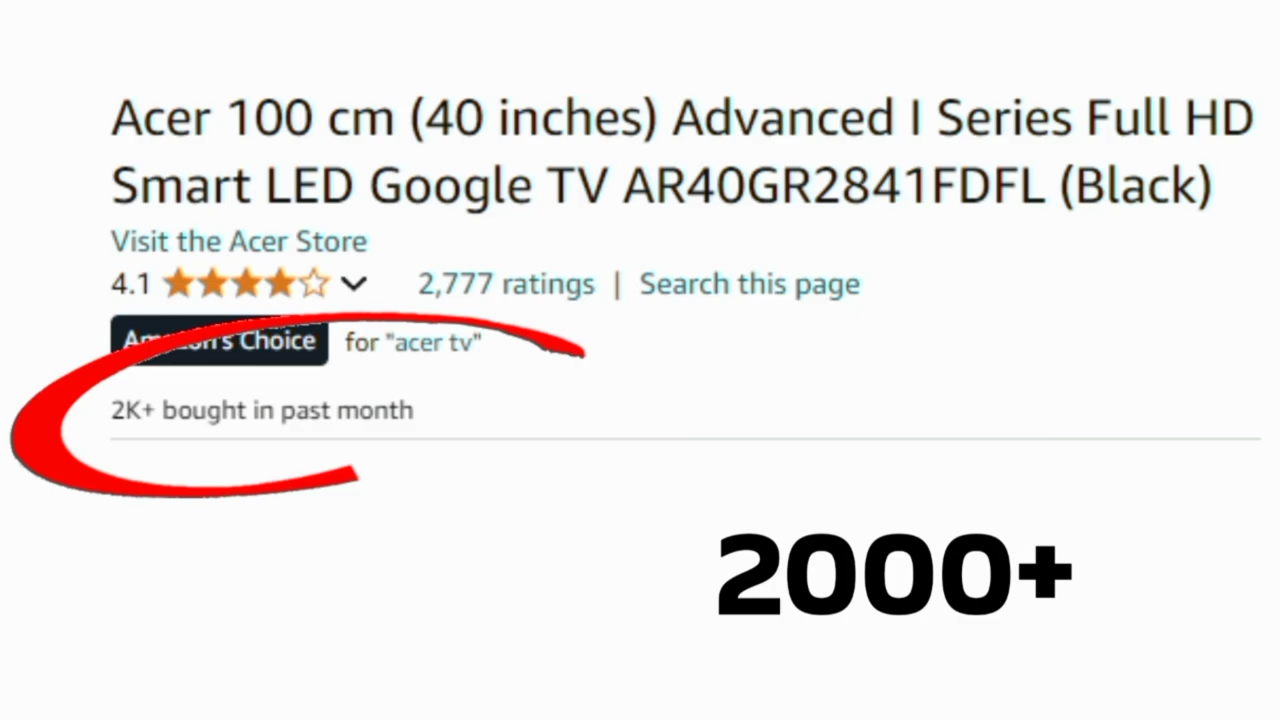 Acer 100 cm (40 inches) Advanced I Series Full HD
Smart LED Google TV AR40GR2841FDFL (Black)
Visit the Acer Store
4.1 2,777 ratings | Search this page
Amazon's Choice for "acer tv"
2K+ bought in past month
2000+